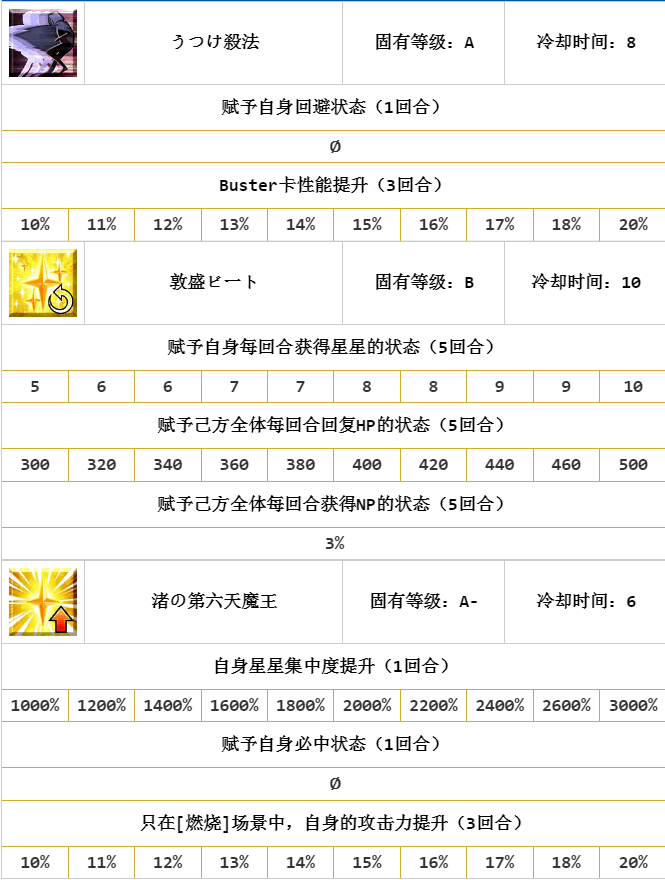 うつけ殺法 固有等级：A 冷却时间：8
赋予自身回避状态（1回合）
Ø
Buster卡性能提升（3回合）
10% 11% 12% 13% 14% 15% 16% 17% 18% 20%
敦盛ビート 固有等级：B 冷却时间：10
赋予自身每回合获得星星的状态（5回合）
5 6 6 7 7 8 8 9 9 10
赋予己方全体每回合回复HP的状态（5回合）
300 320 340 360 380 400 420 440 460 500
赋予己方全体每回合获得NP的状态（5回合）
3%
渚の第六天魔王 固有等级：A- 冷却时间：6
自身星星集中度提升（1回合）
1000% 1200% 1400% 1600% 1800% 2000% 2200% 2400% 2600% 3000%
赋予自身必中状态（1回合）
Ø
只在[燃烧]场景中，自身的攻击力提升（3回合）
10% 11% 12% 13% 14% 15% 16% 17% 18% 20%